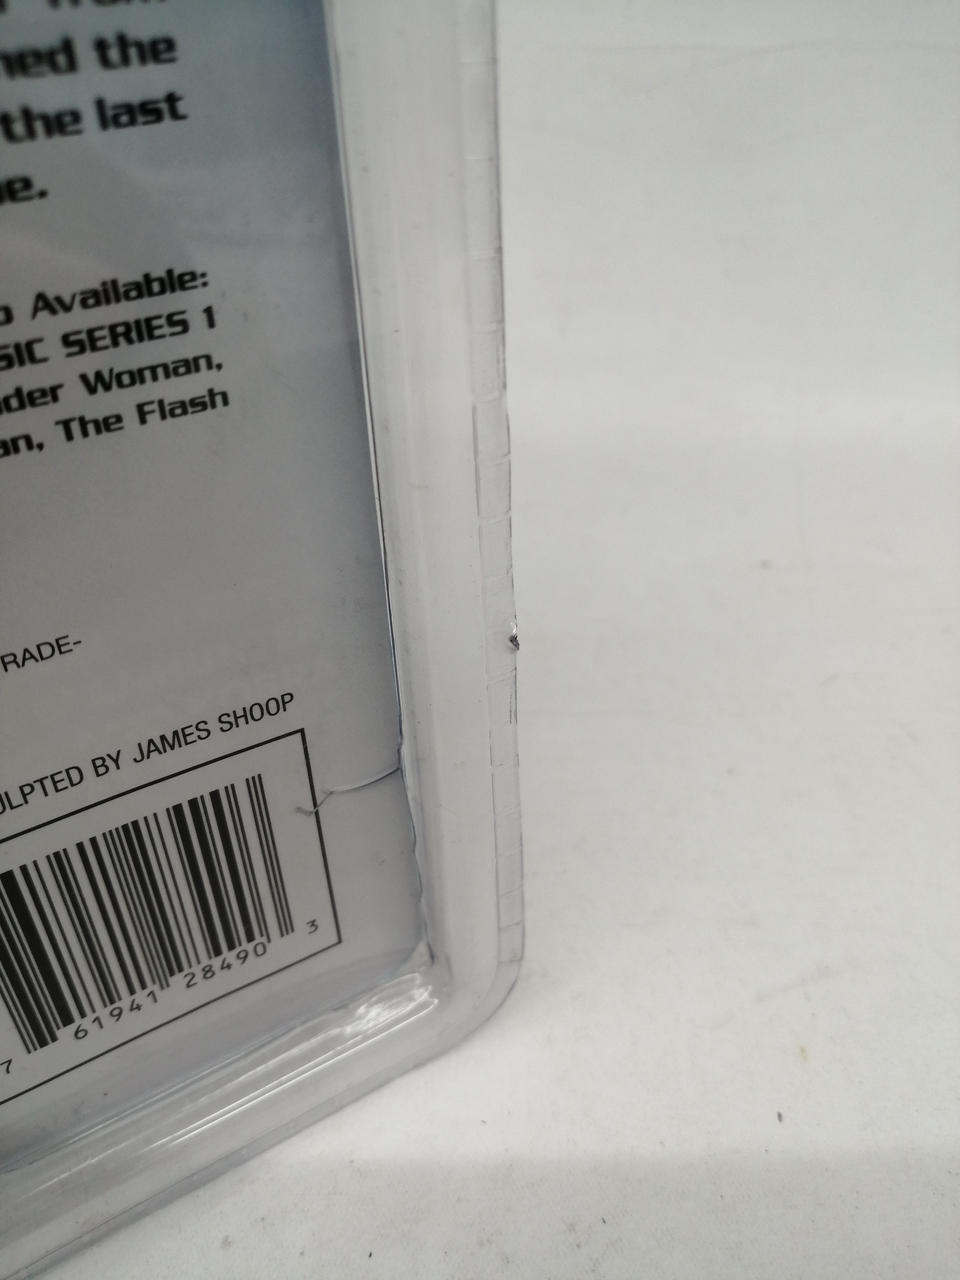 ned the
the last
e.
Available:
SIC SERIES 1
der Woman,
an, The Flash
RADE-
ULPTED BY JAMES SHOOP
7 61941 28490 3